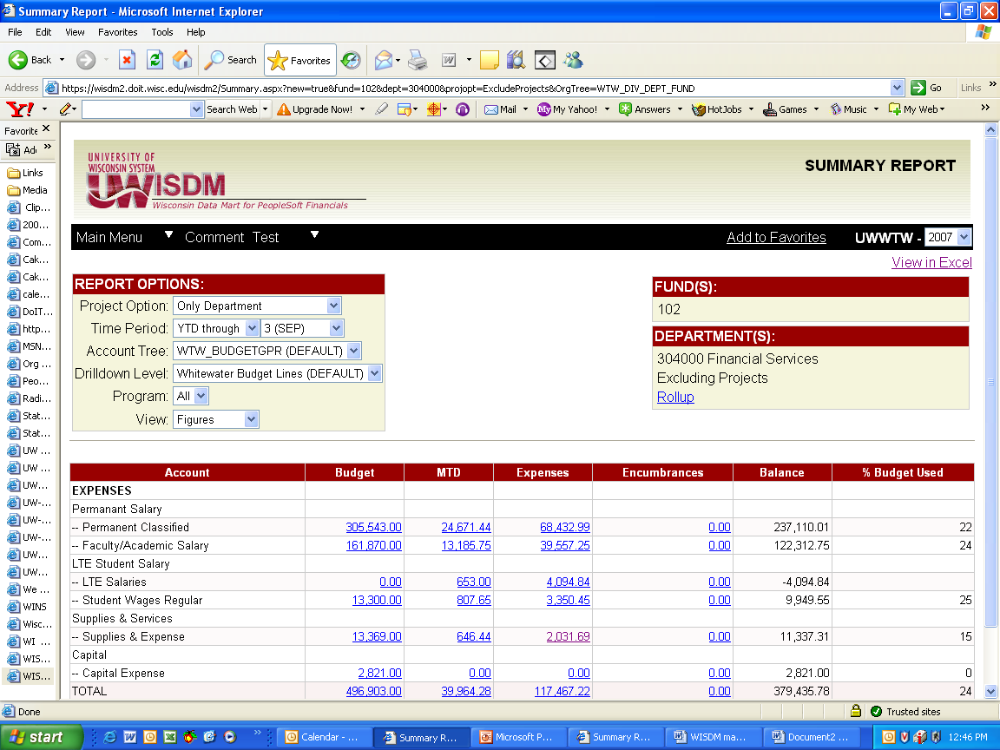 Summary Report - Microsoft Internet Explorer
File Edit View Favorites Tools Help
Back Search Favorites
Address https://wisdm2.doit.wisc.edu/wisdm2/Summary.aspx?new=true&fund=102&dept=304000&projopt=ExcludeProjects&OrgTree=WTW_DIV_DEPT_FUND Go Links »
Y! Search Web Upgrade Now! Mail My Yahoo! Answers HotJobs Games Music My Web »
Favorite
Ad »
Links
Media
Clip...
200...
Com...
Cak...
Cak...
cale...
DoIT...
http...
MSN...
Org ...
Peo...
Radi...
Stat...
Stat...
UW ...
UW ...
UW...
UW-...
UW-...
UW-...
UW...
UW...
We ...
WINS
Wisc...
WI ...
WIS...
WIS...
UNIVERSITY OF
WISCONSIN SYSTEM
UWISDM
Wisconsin Data Mart for PeopleSoft Financials
SUMMARY REPORT
Main Menu Comment Test Add to Favorites UWWTW - 2007
View in Excel
REPORT OPTIONS:
Project Option: Only Department
Time Period: YTD through 3 (SEP)
Account Tree: WTW_BUDGETGPR (DEFAULT)
Drilldown Level: Whitewater Budget Lines (DEFAULT)
Program: All
View: Figures
FUND(S):
102
DEPARTMENT(S):
304000 Financial Services
Excluding Projects
Rollup
Account Budget MTD Expenses Encumbrances Balance % Budget Used
EXPENSES
Permanant Salary
-- Permanent Classified 305,543.00 24,671.44 68,432.99 0.00 237,110.01 22
-- Faculty/Academic Salary 161,870.00 13,185.75 39,557.25 0.00 122,312.75 24
LTE Student Salary
-- LTE Salaries 0.00 653.00 4,094.84 0.00 -4,094.84
-- Student Wages Regular 13,300.00 807.65 3,350.45 0.00 9,949.55 25
Supplies & Services
-- Supplies & Expense 13,369.00 646.44 2,031.69 0.00 11,337.31 15
Capital
-- Capital Expense 2,821.00 0.00 0.00 0.00 2,821.00 0
TOTAL 496,903.00 39,964.28 117,467.22 0.00 379,435.78 24
Done Trusted sites
start » Calendar - ... Summary R... Microsoft P... Summary R... WISDM ma... Document2 ... 12:46 PM